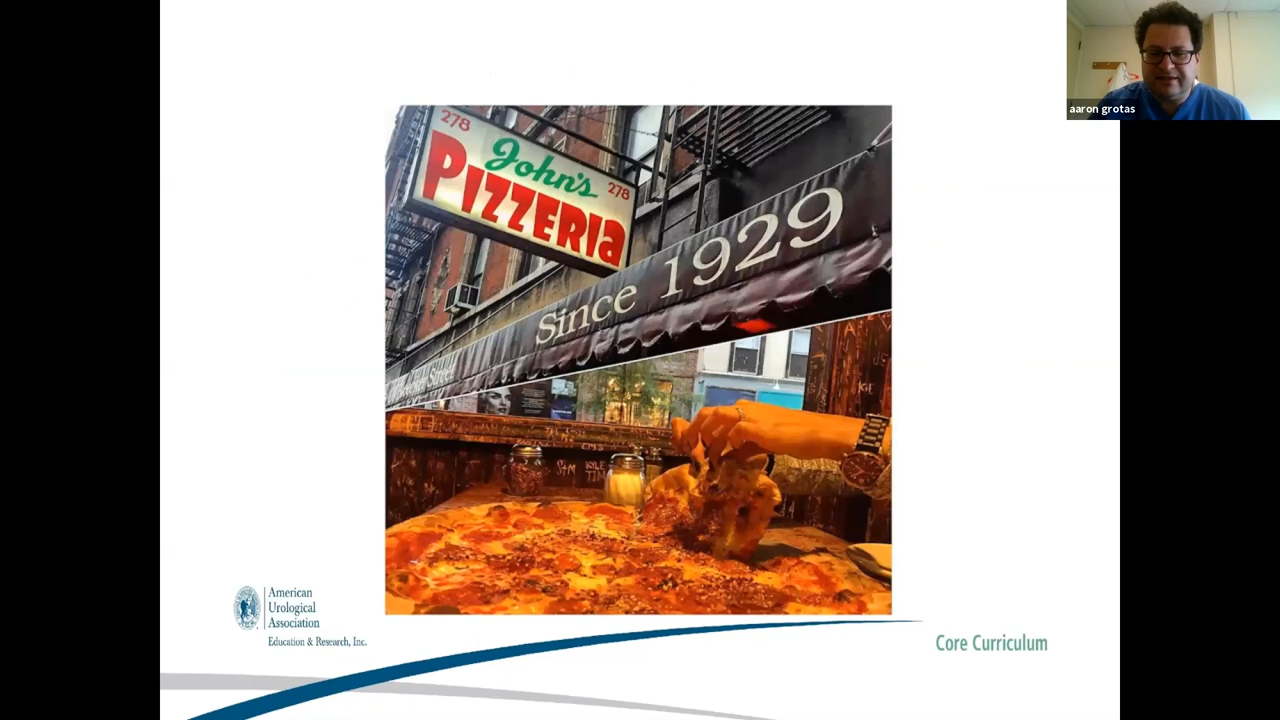 aaron grotas
278
John's
278
PIZZERIa
Since 1929
American
Urological
Association
Education & Research, Inc.
Core Curriculum